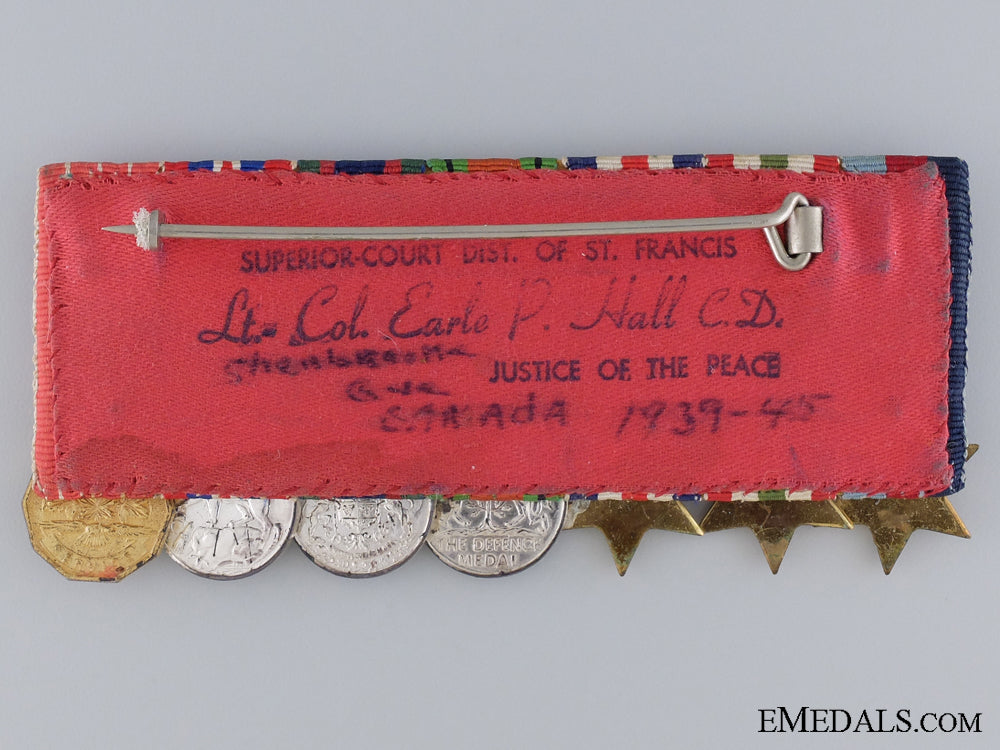 SUPERIOR-COURT DIST. OF ST. FRANCIS
Lt.- Col. Earle P. Hall C.D.
JUSTICE OF THE PEACE
Que
CANADA 1939-45
THE DEFENCE
MEDAL
EMEDALS.COM